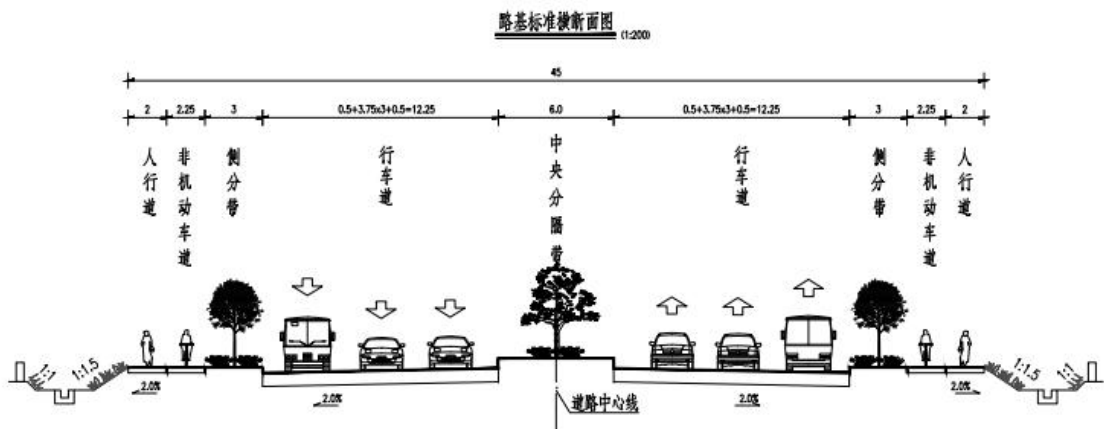 路基标准横断面图 (1:200)
45
2 2.25 3 0.5+3.75x3+0.5=12.25 6.0 0.5+3.75x3+0.5=12.25 3 2.25 2
人行道
非机动车道
侧分带
行车道
中央分隔带
行车道
侧分带
非机动车道
人行道
1:1 1:1.5 1:1.5 1:1
2.0% 2.0% 2.0% 2.0%
道路中心线